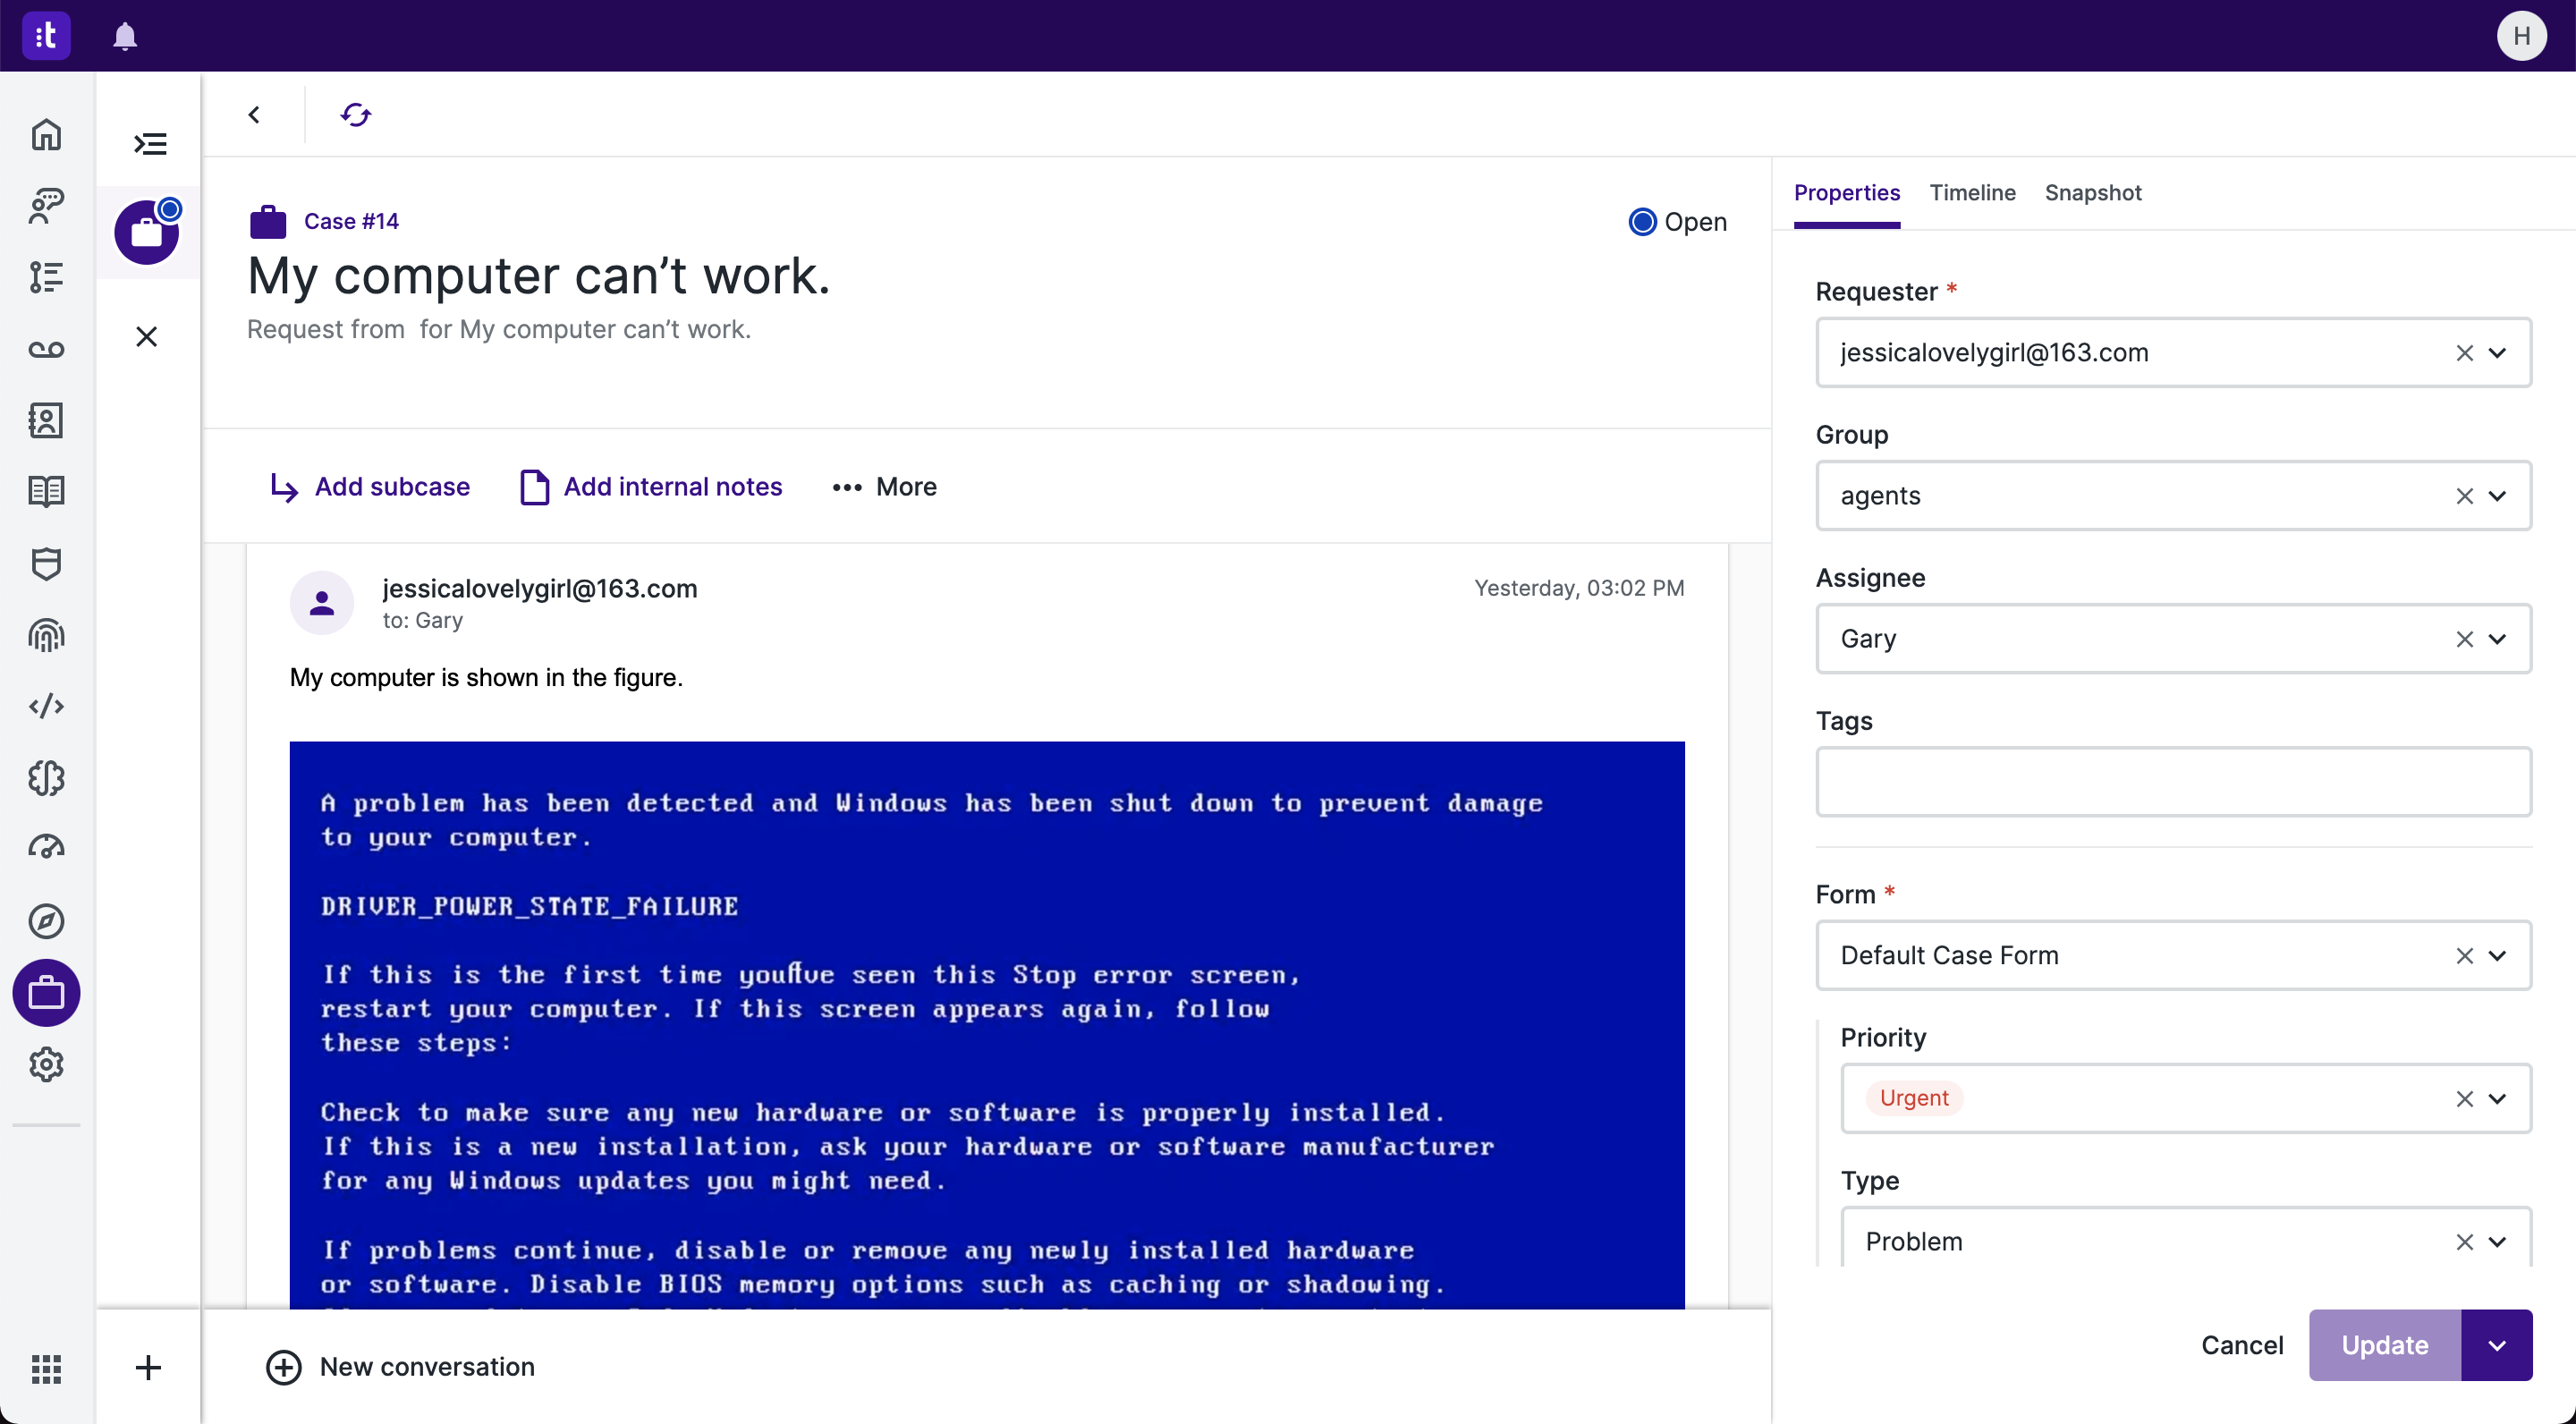 :t
H
Case #14
Open
My computer can’t work.
Request from  for My computer can’t work.
Add subcase
Add internal notes
More
jessicalovelygirl@163.com
Yesterday, 03:02 PM
to: Gary
My computer is shown in the figure.
A problem has been detected and Windows has been shut down to prevent damage
to your computer.
DRIVER_POWER_STATE_FAILURE
If this is the first time youffve seen this Stop error screen,
restart your computer. If this screen appears again, follow
these steps:
Check to make sure any new hardware or software is properly installed.
If this is a new installation, ask your hardware or software manufacturer
for any Windows updates you might need.
If problems continue, disable or remove any newly installed hardware
or software. Disable BIOS memory options such as caching or shadowing.
New conversation
Properties
Timeline
Snapshot
Requester *
jessicalovelygirl@163.com
Group
agents
Assignee
Gary
Tags
Form *
Default Case Form
Priority
Urgent
Type
Problem
Cancel
Update